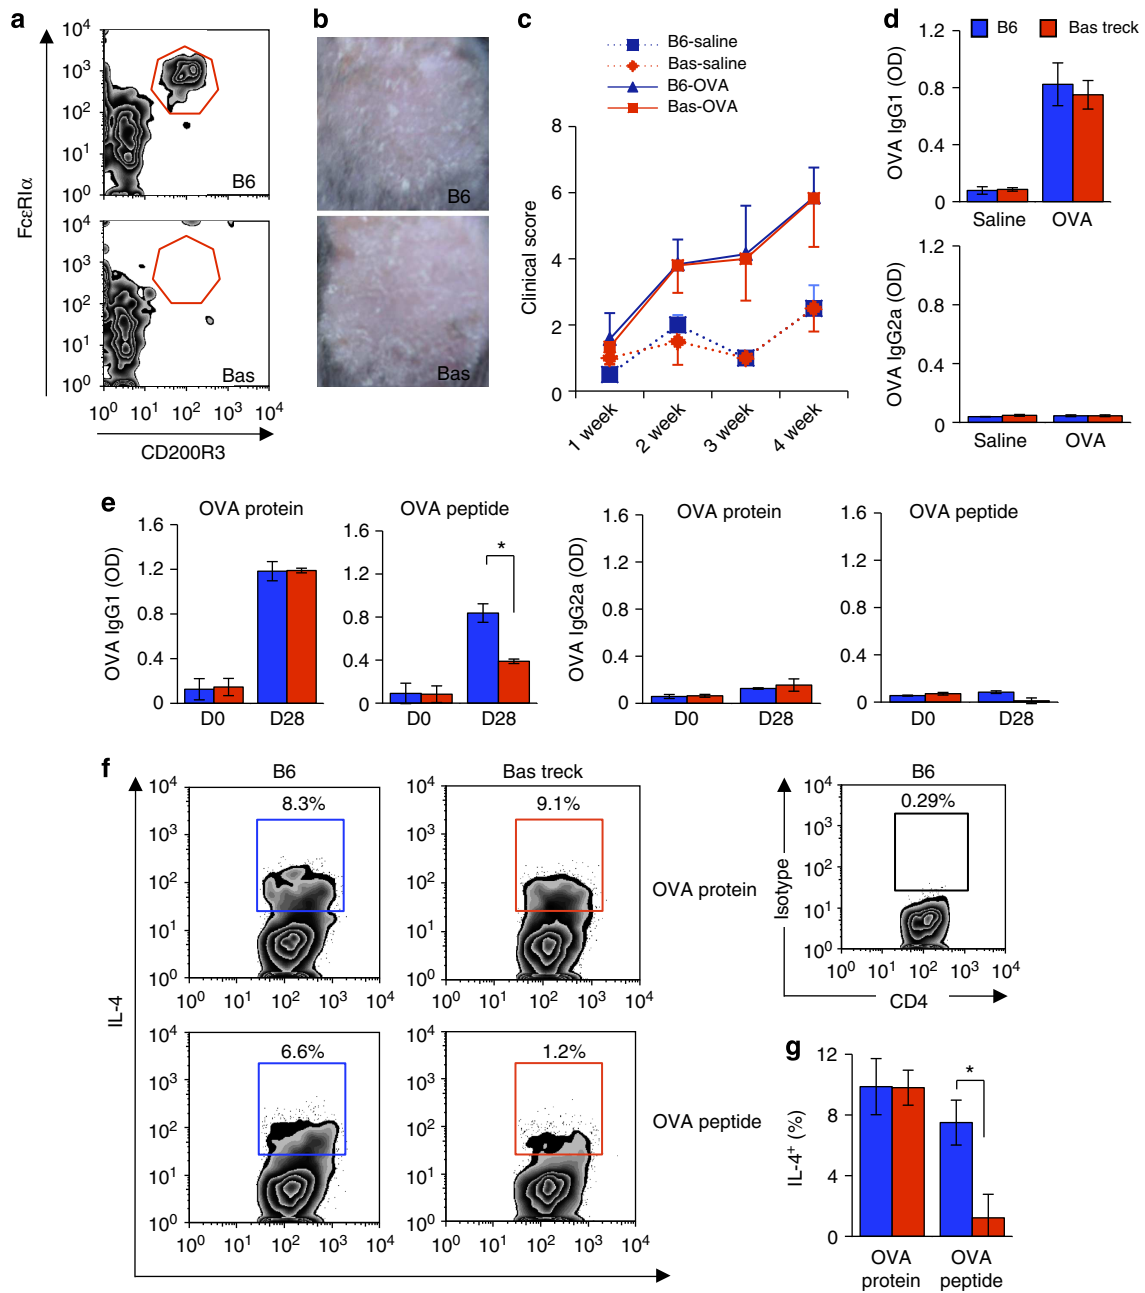 a
10⁴
10³
10²
10¹
10⁰
B6
10⁴
10³
10²
10¹
10⁰
Bas
10⁰ 10¹ 10² 10³ 10⁴
FcεRIα
CD200R3
b
B6
Bas
c
B6-saline
Bas-saline
B6-OVA
Bas-OVA
8
6
4
2
0
Clinical score
1 week 2 week 3 week 4 week
d
B6 Bas treck
1.2
0.8
0.4
0
OVA IgG1 (OD)
Saline OVA
1.2
0.8
0.4
0
OVA IgG2a (OD)
Saline OVA
e
OVA protein
1.6
1.2
0.8
0.4
0
OVA IgG1 (OD)
D0 D28
OVA peptide
1.6
1.2
0.8
0.4
0
*
D0 D28
OVA protein
1.6
1.2
0.8
0.4
0
OVA IgG2a (OD)
D0 D28
OVA peptide
1.6
1.2
0.8
0.4
0
D0 D28
f
B6
10⁴
10³
10²
10¹
10⁰
8.3%
10⁰ 10¹ 10² 10³ 10⁴
Bas treck
10⁴
10³
10²
10¹
10⁰
9.1%
10⁰ 10¹ 10² 10³ 10⁴
OVA protein
B6
10⁴
10³
10²
10¹
10⁰
0.29%
Isotype
10⁰ 10¹ 10² 10³ 10⁴
CD4
IL-4
10⁴
10³
10²
10¹
10⁰
6.6%
10⁰ 10¹ 10² 10³ 10⁴
10⁴
10³
10²
10¹
10⁰
1.2%
10⁰ 10¹ 10² 10³ 10⁴
OVA peptide
g
12
8
4
0
IL-4⁺ (%)
*
OVA protein
OVA peptide